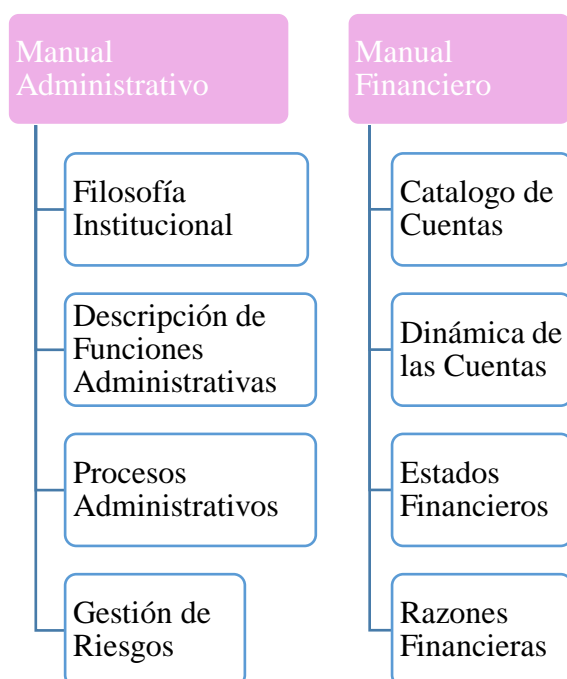 Manual
Administrativo
Filosofía
Institucional
Descripción de
Funciones
Administrativas
Procesos
Administrativos
Gestión de
Riesgos
Manual
Financiero
Catalogo de
Cuentas
Dinámica de
las Cuentas
Estados
Financieros
Razones
Financieras